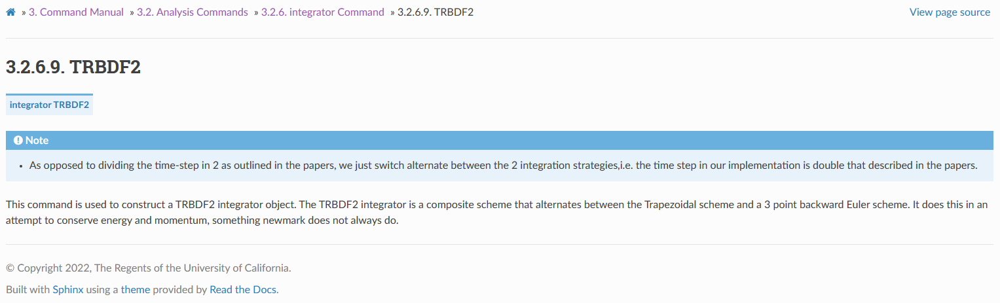 » 3. Command Manual » 3.2. Analysis Commands » 3.2.6. integrator Command » 3.2.6.9. TRBDF2 View page source
3.2.6.9. TRBDF2
integrator TRBDF2
Note
• As opposed to dividing the time-step in 2 as outlined in the papers, we just switch alternate between the 2 integration strategies,i.e. the time step in our implementation is double that described in the papers.
This command is used to construct a TRBDF2 integrator object. The TRBDF2 integrator is a composite scheme that alternates between the Trapezoidal scheme and a 3 point backward Euler scheme. It does this in an
attempt to conserve energy and momentum, something newmark does not always do.
© Copyright 2022, The Regents of the University of California.
Built with Sphinx using a theme provided by Read the Docs.